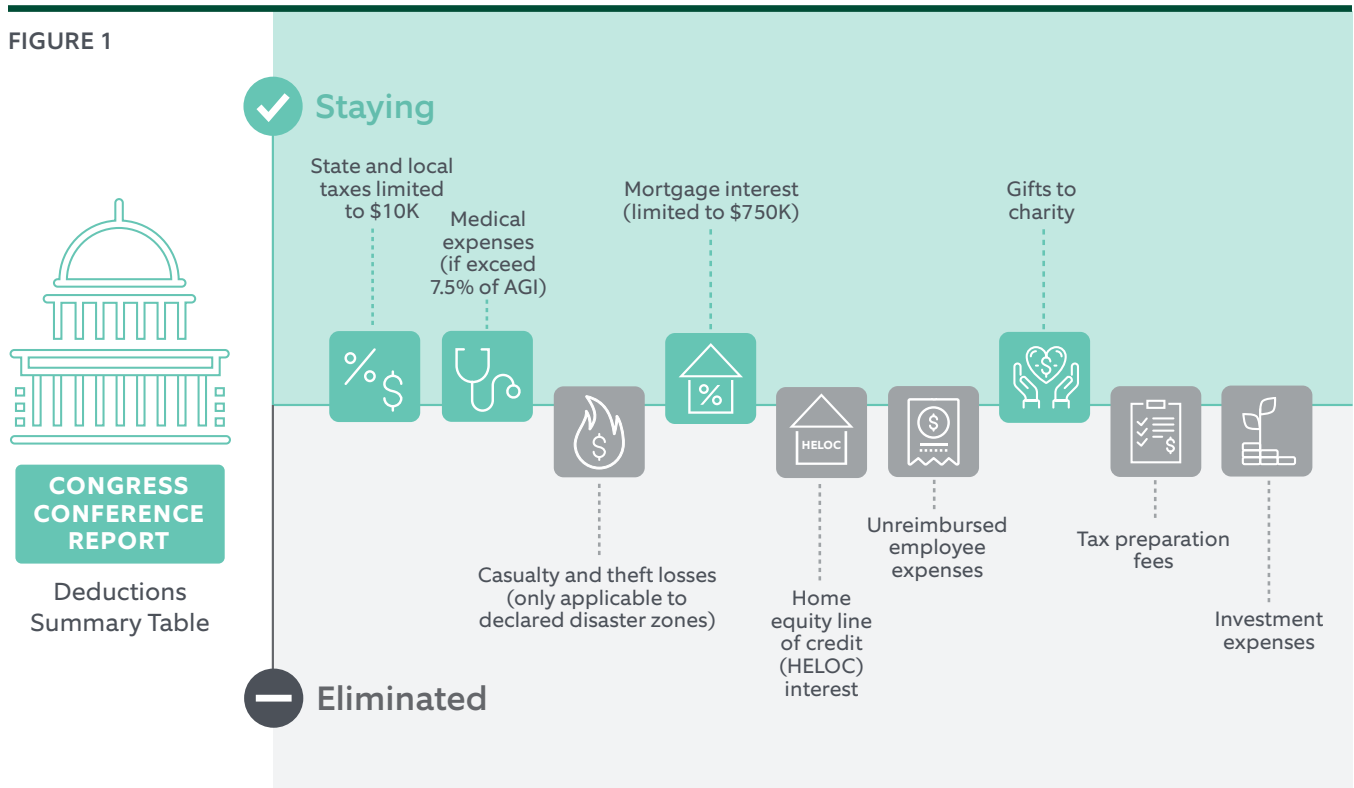 FIGURE 1
Staying
State and local
taxes limited
to $10K
Medical
expenses
(if exceed
7.5% of AGI)
Mortgage interest
(limited to $750K)
Gifts to
charity
%
$
%
$
$
HELOC
$
$
CONGRESS
CONFERENCE
REPORT
Deductions
Summary Table
Casualty and theft losses
(only applicable to
declared disaster zones)
Home
equity line
of credit
(HELOC)
interest
Unreimbursed
employee
expenses
Tax preparation
fees
Investment
expenses
Eliminated